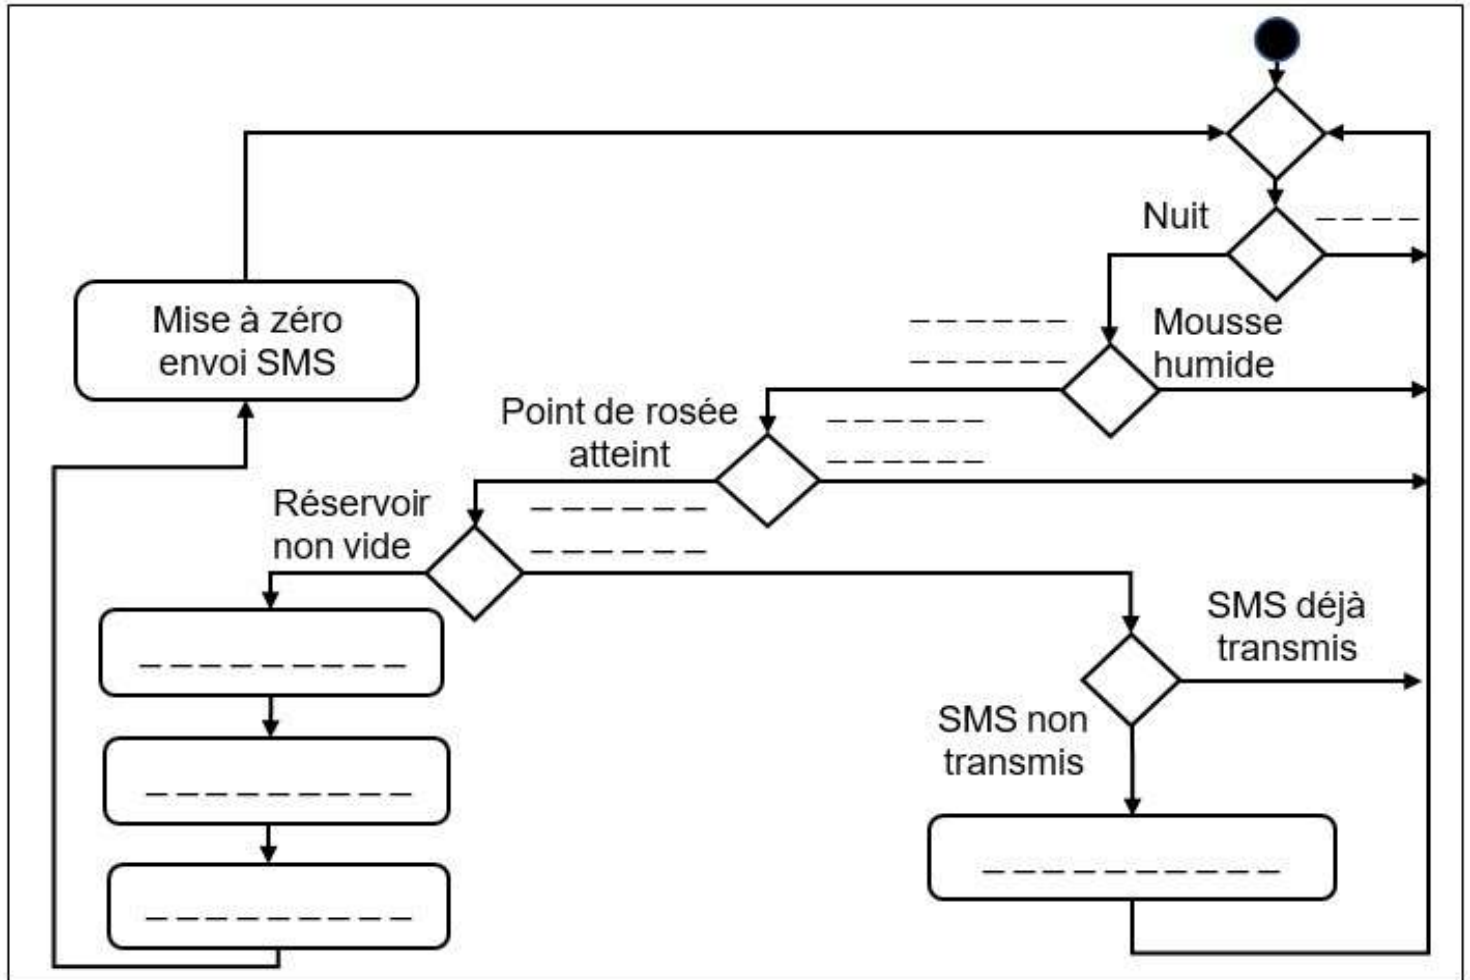 Nuit
Mousse
humide
Mise à zéro
envoi SMS
Point de rosée
atteint
Réservoir
non vide
SMS déjà
transmis
SMS non
transmis